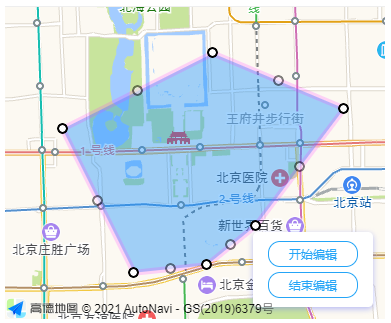 北海公园
线
王府井步行街
1号线
北京医院
2号线
北京站
新世界百货
北京庄胜广场
开始编辑
北京金
结束编辑
高德地图 © 2021 AutoNavi - GS(2019)6379号